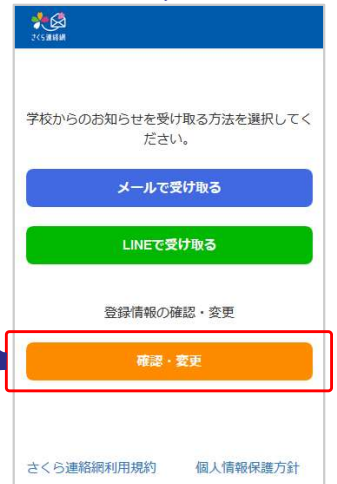 さくら連絡網
学校からのお知らせを受け取る方法を選択してく
ださい。
メールで受け取る
LINEで受け取る
登録情報の確認・変更
確認・変更
さくら連絡網利用規約 個人情報保護方針